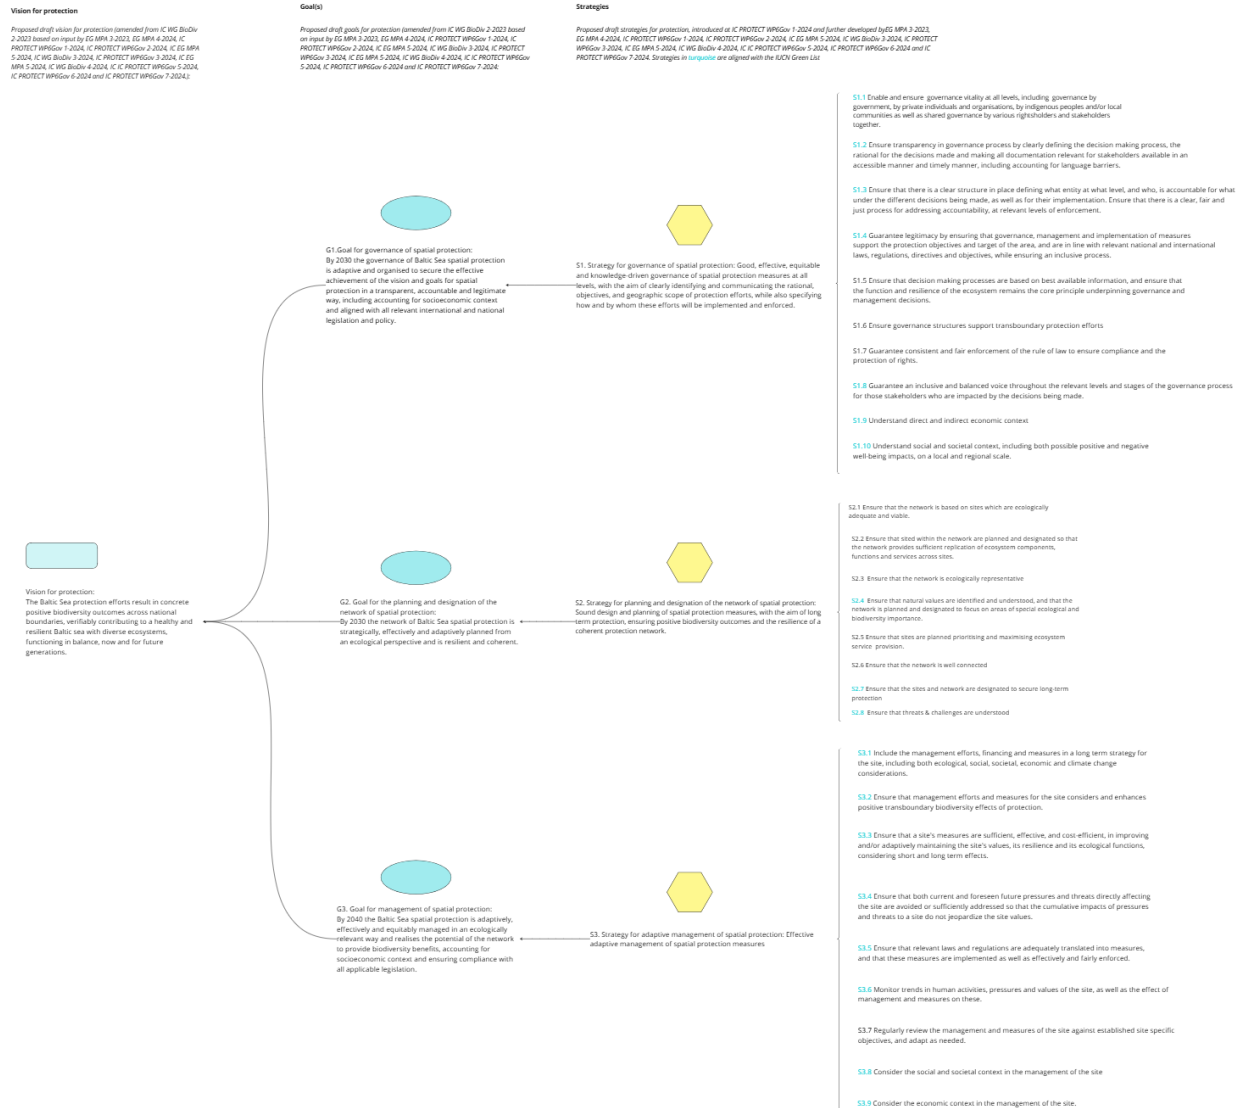 Vision for protection
Proposed draft vision for protection (amended from IC WG BioDiv
2-2023 based on input by EG MPA 3-2023, EG MPA 4-2024, IC
PROTECT WP6Gov 1-2024, IC PROTECT WP6Gov 2-2024, IC EG MPA
5-2024, IC WG BioDiv 3-2024, IC PROTECT WP6Gov 3-2024, IC EG
MPA 5-2024, IC WG BioDiv 4-2024, IC IC PROTECT WP6Gov 5-2024,
IC PROTECT WP6Gov 6-2024 and IC PROTECT WP6Gov 7-2024,):
Goal(s)
Proposed draft goals for protection (amended from IC WG BioDiv 2-2023 based
on input by EG MPA 3-2023, EG MPA 4-2024, IC PROTECT WP6Gov 1-2024, IC
PROTECT WP6Gov 2-2024, IC EG MPA 5-2024, IC WG BioDiv 3-2024, IC PROTECT
WP6Gov 3-2024, IC EG MPA 5-2024, IC WG BioDiv 4-2024, IC IC PROTECT WP6Gov
5-2024, IC PROTECT WP6Gov 6-2024 and IC PROTECT WP6Gov 7-2024:
Strategies
Proposed draft strategies for protection, introduced at IC PROTECT WP6Gov 1-2024 and further developed byEG MPA 3-2023,
EG MPA 4-2024, IC PROTECT WP6Gov 1-2024, IC PROTECT WP6Gov 2-2024, IC EG MPA 5-2024, IC WG BioDiv 3-2024, IC PROTECT
WP6Gov 3-2024, IC EG MPA 5-2024, IC WG BioDiv 4-2024, IC IC PROTECT WP6Gov 5-2024, IC PROTECT WP6Gov 6-2024 and IC
PROTECT WP6Gov 7-2024. Strategies in turquoise are aligned with the IUCN Green List
Vision for protection:
The Baltic Sea protection efforts result in concrete
positive biodiversity outcomes across national
boundaries, verifiably contributing to a healthy and
resilient Baltic sea with diverse ecosystems,
functioning in balance, now and for future
generations.
G1.Goal for governance of spatial protection:
By 2030 the governance of Baltic Sea spatial protection
is adaptive and organised to secure the effective
achievement of the vision and goals for spatial
protection in a transparent, accountable and legitimate
way, including accounting for socioeconomic context
and aligned with all relevant international and national
legislation and policy.
S1. Strategy for governance of spatial protection: Good, effective, equitable
and knowledge-driven governance of spatial protection measures at all
levels, with the aim of clearly identifying and communicating the rational,
objectives, and geographic scope of protection efforts, while also specifying
how and by whom these efforts will be implemented and enforced.
S1.1 Enable and ensure governance vitality at all levels, including governance by
government, by private individuals and organisations, by indigenous peoples and/or local
communities as well as shared governance by various rightsholders and stakeholders
together.
S1.2 Ensure transparency in governance process by clearly defining the decision making process, the
rational for the decisions made and making all documentation relevant for stakeholders available in an
accessible manner and timely manner, including accounting for language barriers.
S1.3 Ensure that there is a clear structure in place defining what entity at what level, and who, is accountable for what
under the different decisions being made, as well as for their implementation. Ensure that there is a clear, fair and
just process for addressing accountability, at relevant levels of enforcement.
S1.4 Guarantee legitimacy by ensuring that governance, management and implementation of measures
support the protection objectives and target of the area, and are in line with relevant national and international
laws, regulations, directives and objectives, while ensuring an inclusive process.
S1.5 Ensure that decision making processes are based on best available information, and ensure that
the function and resilience of the ecosystem remains the core principle underpinning governance and
management decisions.
S1.6 Ensure governance structures support transboundary protection efforts
S1.7 Guarantee consistent and fair enforcement of the rule of law to ensure compliance and the
protection of rights.
S1.8 Guarantee an inclusive and balanced voice throughout the relevant levels and stages of the governance process
for those stakeholders who are impacted by the decisions being made.
S1.9 Understand direct and indirect economic context
S1.10 Understand social and societal context, including both possible positive and negative
well-being impacts, on a local and regional scale.
G2. Goal for the planning and designation of the
network of spatial protection:
By 2030 the network of Baltic Sea spatial protection is
strategically, effectively and adaptively planned from
an ecological perspective and is resilient and coherent.
S2. Strategy for planning and designation of the network of spatial protection:
Sound design and planning of spatial protection measures, with the aim of long
term protection, ensuring positive biodiversity outcomes and the resilience of a
coherent protection network.
S2.1 Ensure that the network is based on sites which are ecologically
adequate and viable.
S2.2 Ensure that sited within the network are planned and designated so that
the network provides sufficient replication of ecosystem components,
functions and services across sites.
S2.3 Ensure that the network is ecologically representative
S2.4 Ensure that natural values are identified and understood, and that the
network is planned and designated to focus on areas of special ecological and
biodiversity importance.
S2.5 Ensure that sites are planned prioritising and maximising ecosystem
service provision.
S2.6 Ensure that the network is well connected
S2.7 Ensure that the sites and network are designated to secure long-term
protection
S2.8 Ensure that threats & challenges are understood
G3. Goal for management of spatial protection:
By 2040 the Baltic Sea spatial protection is adaptively,
effectively and equitably managed in an ecologically
relevant way and realises the potential of the network
to provide biodiversity benefits, accounting for
socioeconomic context and ensuring compliance with
all applicable legislation.
S3. Strategy for adaptive management of spatial protection: Effective
adaptive management of spatial protection measures
S3.1 Include the management efforts, financing and measures in a long term strategy for
the site, including both ecological, social, societal, economic and climate change
considerations.
S3.2 Ensure that management efforts and measures for the site considers and enhances
positive transboundary biodiversity effects of protection.
S3.3 Ensure that a site's measures are sufficient, effective, and cost-efficient, in improving
and/or adaptively maintaining the site's values, its resilience and its ecological functions,
considering short and long term effects.
S3.4 Ensure that both current and foreseen future pressures and threats directly affecting
the site are avoided or sufficiently addressed so that the cumulative impacts of pressures
and threats to a site do not jeopardize the site values.
S3.5 Ensure that relevant laws and regulations are adequately translated into measures,
and that these measures are implemented as well as effectively and fairly enforced.
S3.6 Monitor trends in human activities, pressures and values of the site, as well as the effect of
management and measures on these.
S3.7 Regularly review the management and measures of the site against established site specific
objectives, and adapt as needed.
S3.8 Consider the social and societal context in the management of the site
S3.9 Consider the economic context in the management of the site.